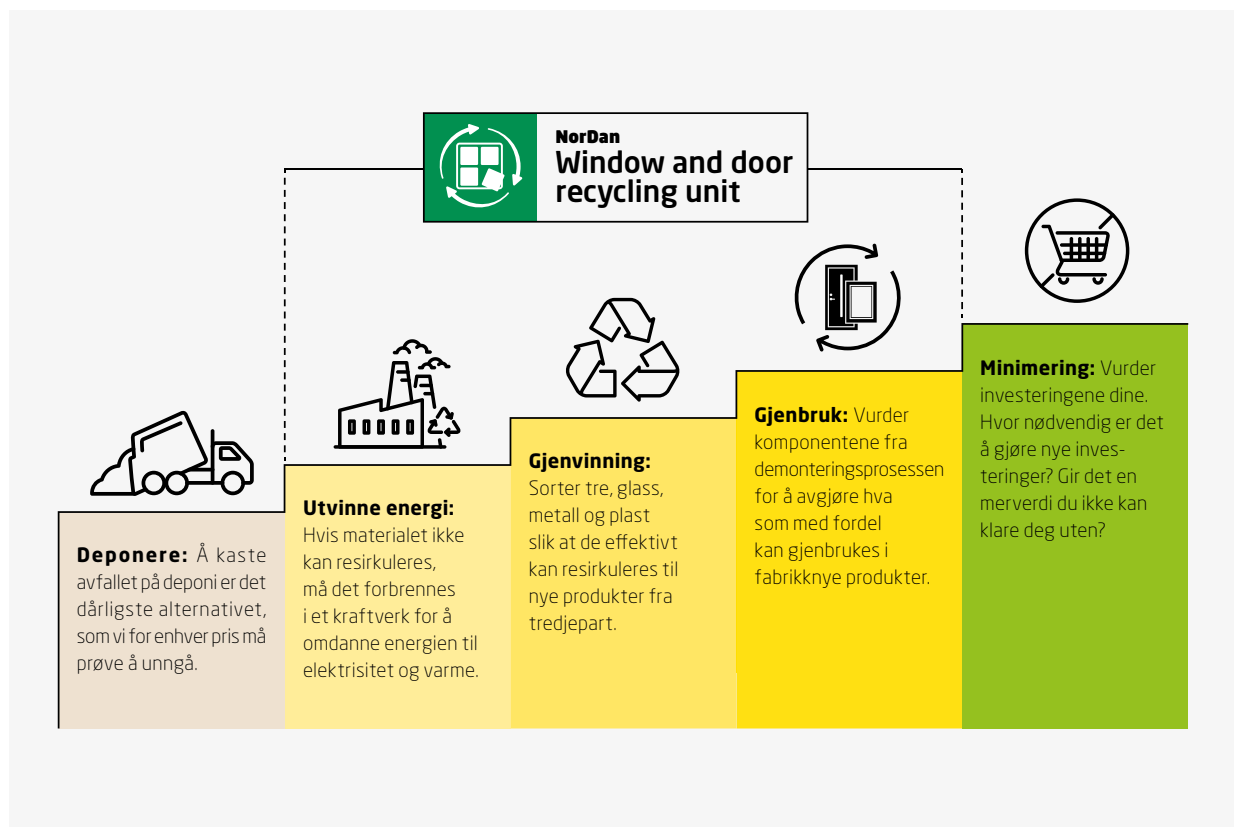 NorDan
Window and door
recycling unit
Deponere: Å kaste
avfallet på deponi er det
dårligste alternativet,
som vi for enhver pris må
prøve å unngå.
Utvinne energi:
Hvis materialet ikke
kan resirkuleres,
må det forbrennes
i et kraftverk for å
omdanne energien til
elektrisitet og varme.
Gjenvinning:
Sorter tre, glass,
metall og plast
slik at de effektivt
kan resirkuleres til
nye produkter fra
tredjepart.
Gjenbruk: Vurder
komponentene fra
demonteringsprosessen
for å avgjøre hva
som med fordel
kan gjenbrukes i
fabrikknye produkter.
Minimering: Vurder
investeringene dine.
Hvor nødvendig er det
å gjøre nye inves-
teringer? Gir det en
merverdi du ikke kan
klare deg uten?